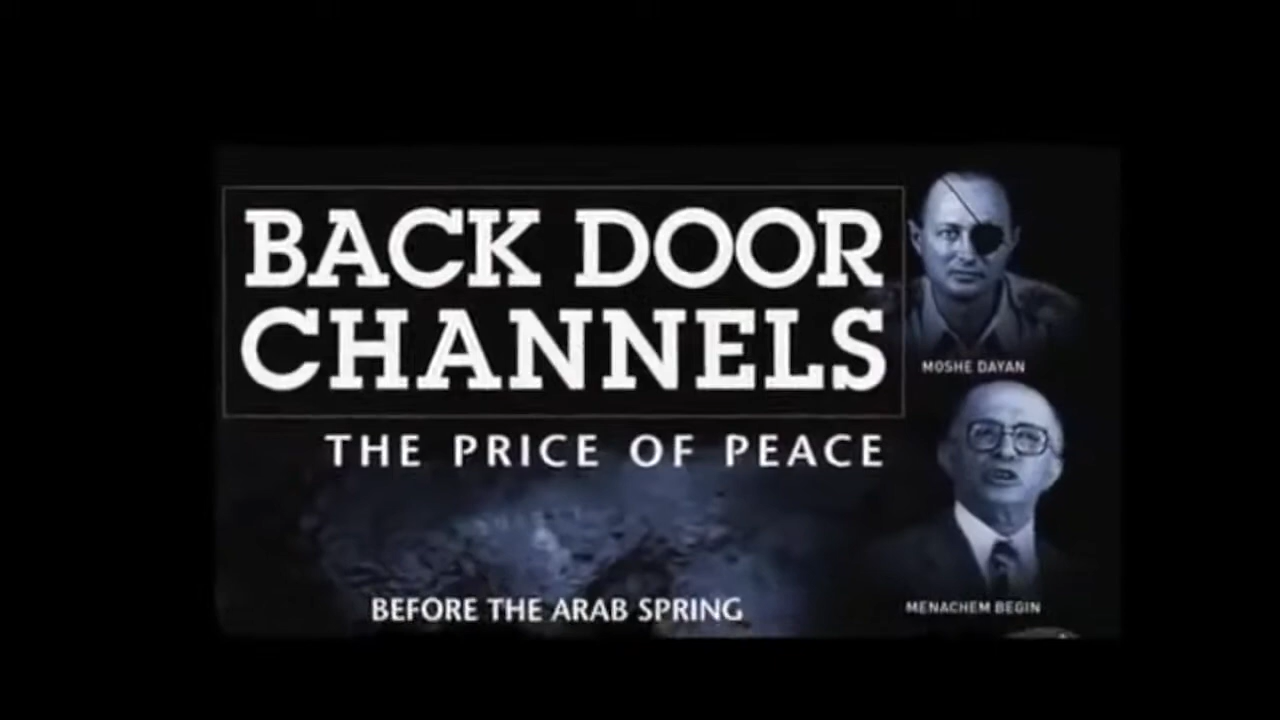 BACK DOOR
CHANNELS
THE PRICE OF PEACE
BEFORE THE ARAB SPRING
MOSHE DAYAN
MENACHEM BEGIN